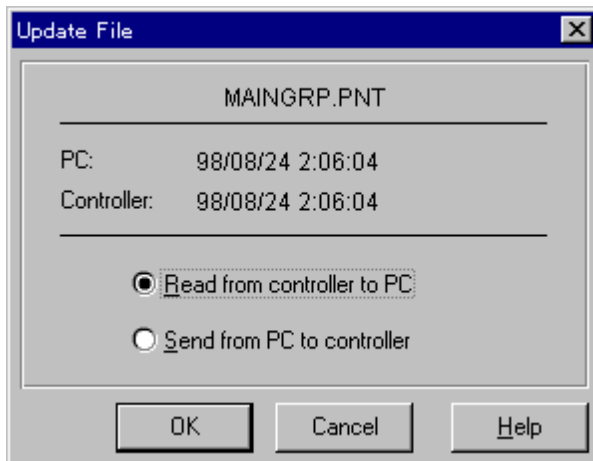 Update File
MAINGRP.PNT
PC: 98/08/24 2:06:04
Controller: 98/08/24 2:06:04
Read from controller to PC
Send from PC to controller
OK Cancel Help